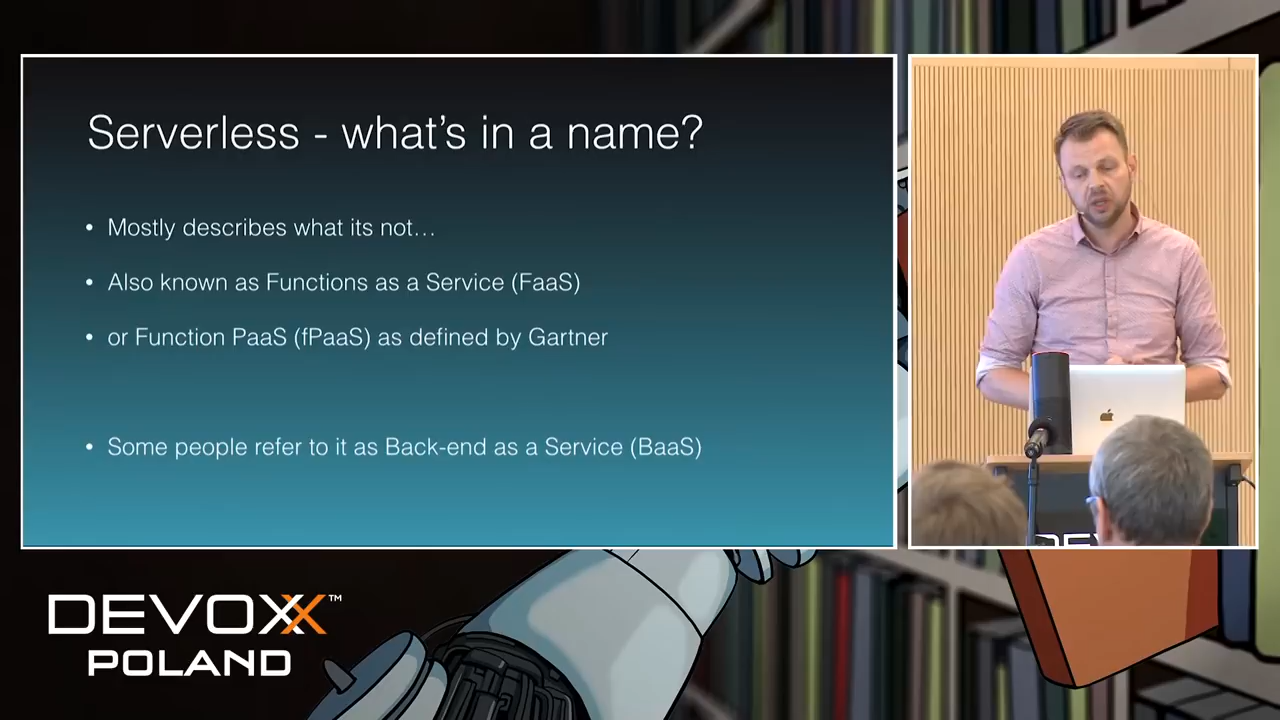 Serverless - what's in a name?
• Mostly describes what its not…
• Also known as Functions as a Service (FaaS)
• or Function PaaS (fPaaS) as defined by Gartner
• Some people refer to it as Back-end as a Service (BaaS)
DEVOXX™
POLAND